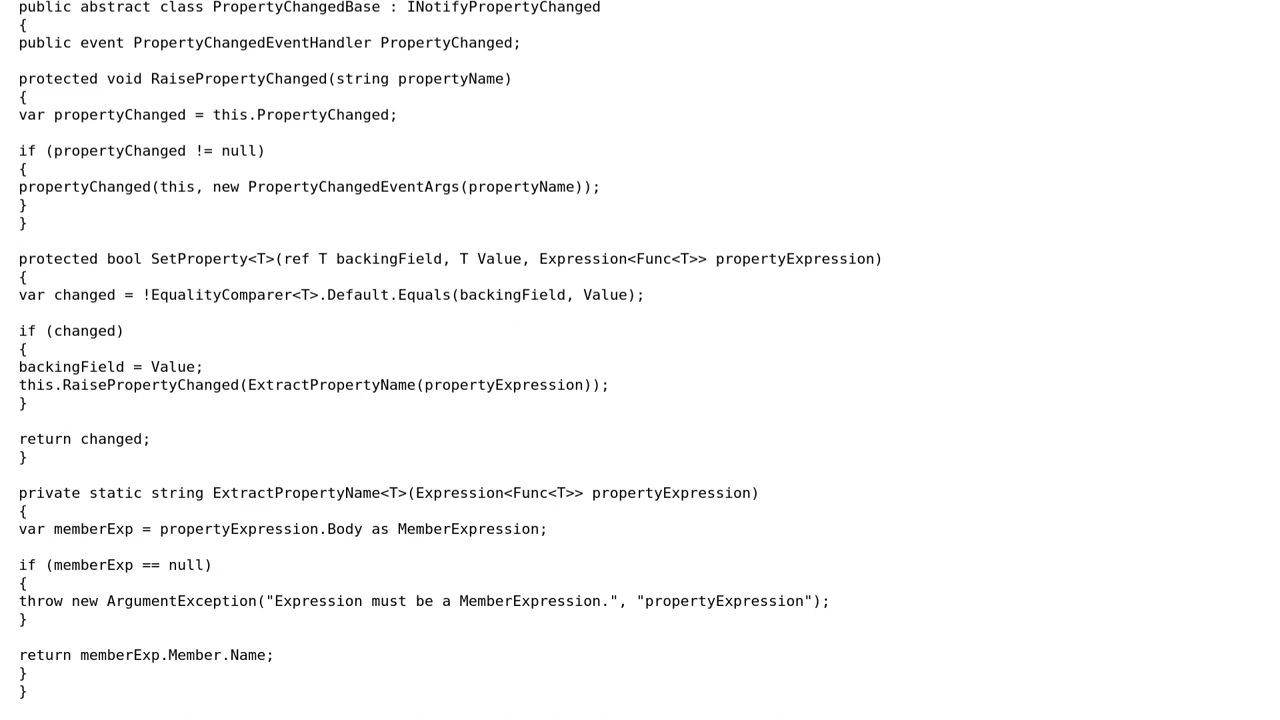 public abstract class PropertyChangedBase : INotifyPropertyChanged
{
public event PropertyChangedEventHandler PropertyChanged;

protected void RaisePropertyChanged(string propertyName)
{
var propertyChanged = this.PropertyChanged;

if (propertyChanged != null)
{
propertyChanged(this, new PropertyChangedEventArgs(propertyName));
}
}

protected bool SetProperty<T>(ref T backingField, T Value, Expression<Func<T>> propertyExpression)
{
var changed = !EqualityComparer<T>.Default.Equals(backingField, Value);

if (changed)
{
backingField = Value;
this.RaisePropertyChanged(ExtractPropertyName(propertyExpression));
}

return changed;
}

private static string ExtractPropertyName<T>(Expression<Func<T>> propertyExpression)
{
var memberExp = propertyExpression.Body as MemberExpression;

if (memberExp == null)
{
throw new ArgumentException("Expression must be a MemberExpression.", "propertyExpression");
}

return memberExp.Member.Name;
}
}